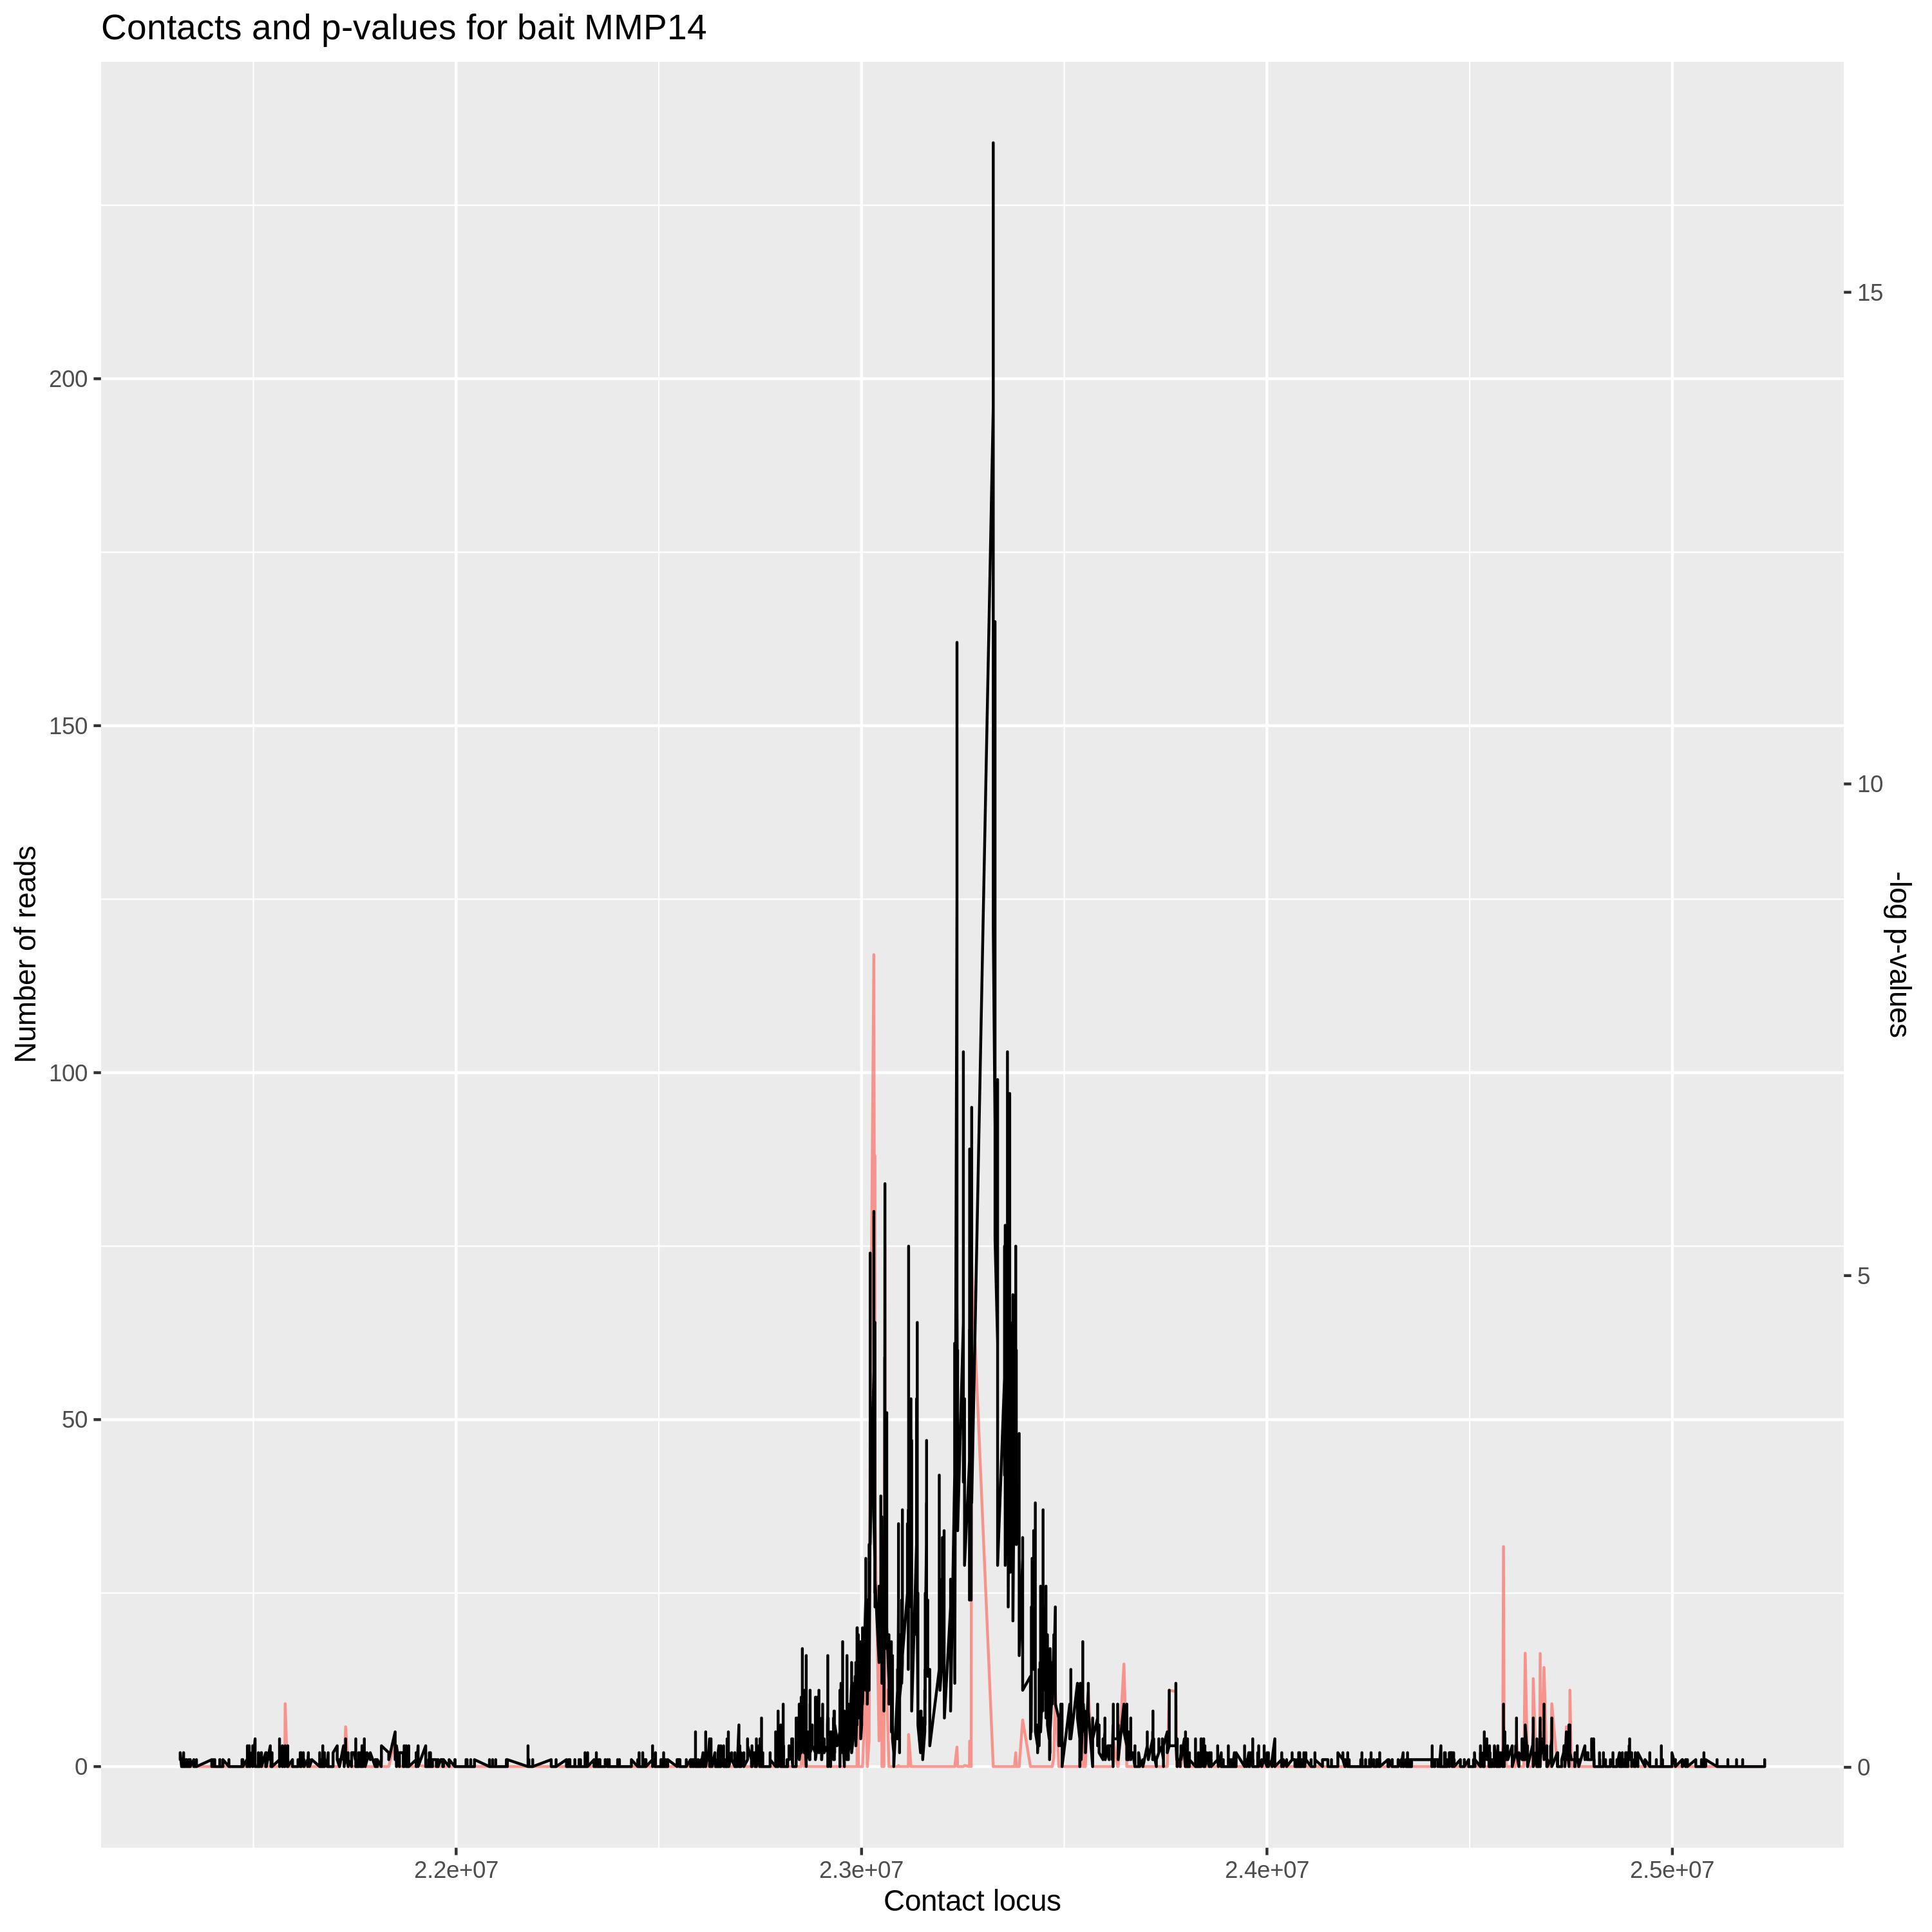 Contacts and p-values for bait MMP14
200
150
100
50
0
15
10
5
0
2.2e+07
2.3e+07
2.4e+07
2.5e+07
Number of reads
-log p-values
Contact locus